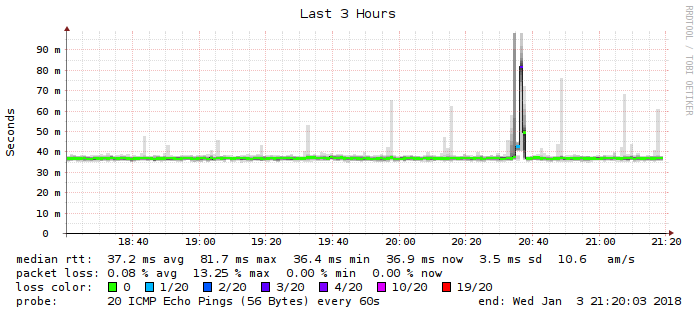 Last 3 Hours
RRDTOOL / TOBI OETIKER
Seconds
90 m
80 m
70 m
60 m
50 m
40 m
30 m
20 m
10 m
0
18:40 19:00 19:20 19:40 20:00 20:20 20:40 21:00 21:20
median rtt: 37.2 ms avg 81.7 ms max 36.4 ms min 36.9 ms now 3.5 ms sd 10.6 am/s
packet loss: 0.08 % avg 13.25 % max 0.00 % min 0.00 % now
loss color: 0 1/20 2/20 3/20 4/20 10/20 19/20
probe: 20 ICMP Echo Pings (56 Bytes) every 60s end: Wed Jan 3 21:20:03 2018